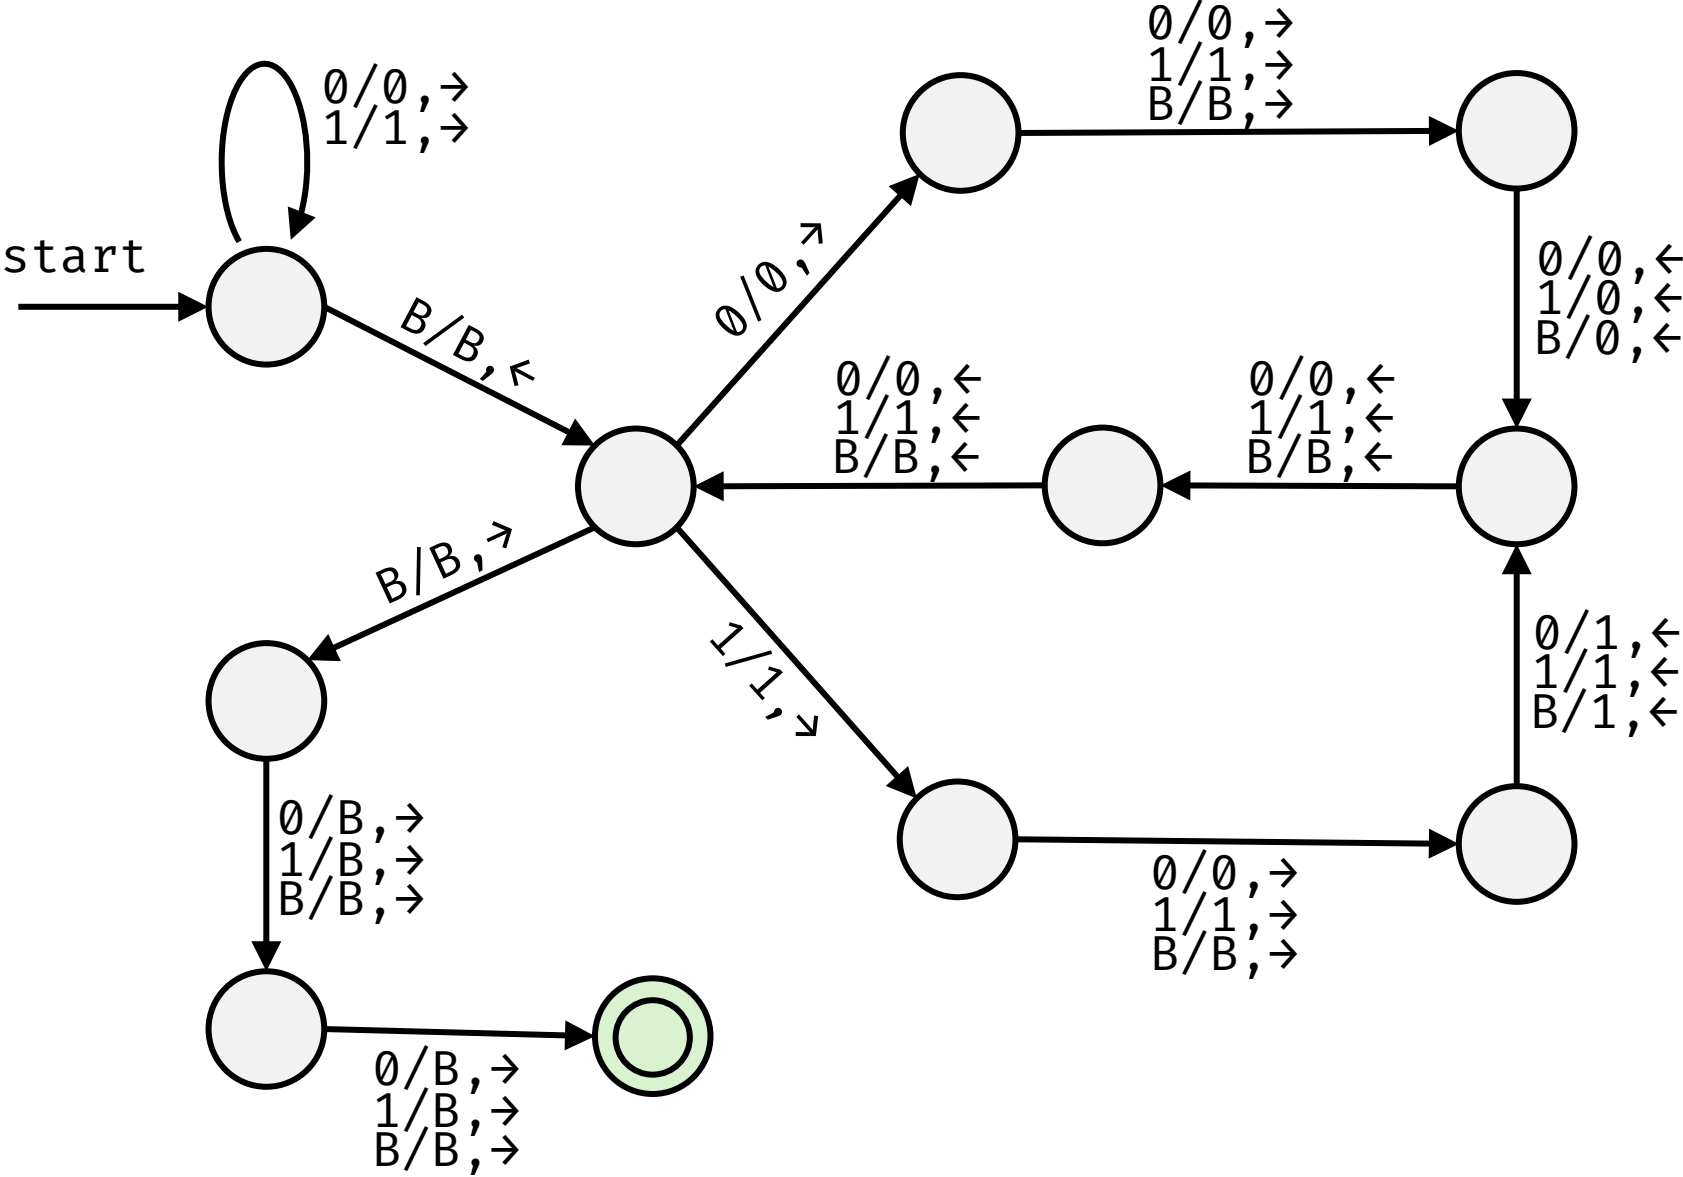 0/0,→
1/1,→
B/B,→
0/0,→
1/1,→
start
B/B,←
0/0,→
0/0,←
1/0,←
B/0,←
0/0,←
1/1,←
B/B,←
0/0,←
1/1,←
B/B,←
B/B,→
1/1,→
0/1,←
1/1,←
B/1,←
0/B,→
1/B,→
B/B,→
0/0,→
1/1,→
B/B,→
0/B,→
1/B,→
B/B,→